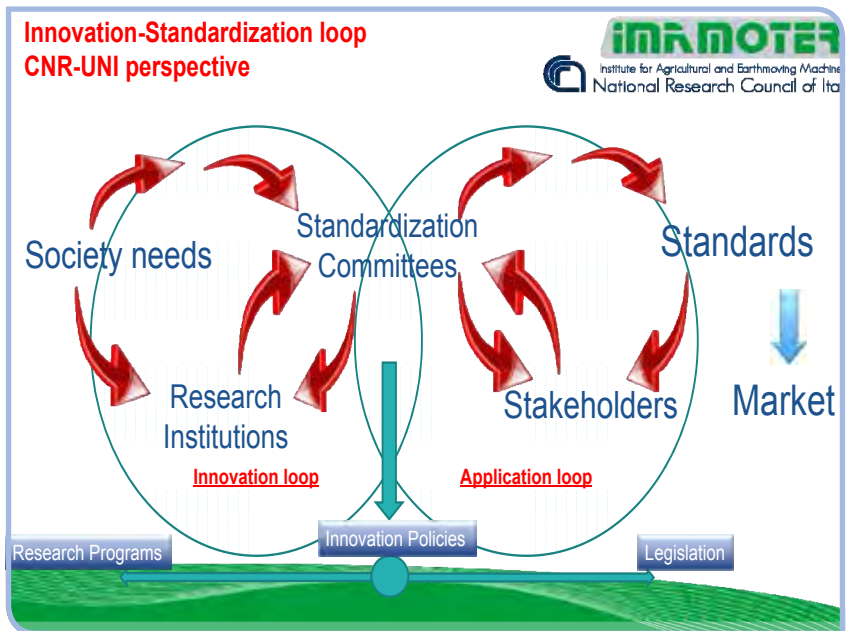 Innovation-Standardization loop
CNR-UNI perspective
IMAMOTER
Institute for Agricultural and Earthmoving Machine
National Research Council of Ita
Society needs
Standardization
Committees
Standards
Research
Institutions
Stakeholders
Market
Innovation loop
Application loop
Research Programs
Innovation Policies
Legislation